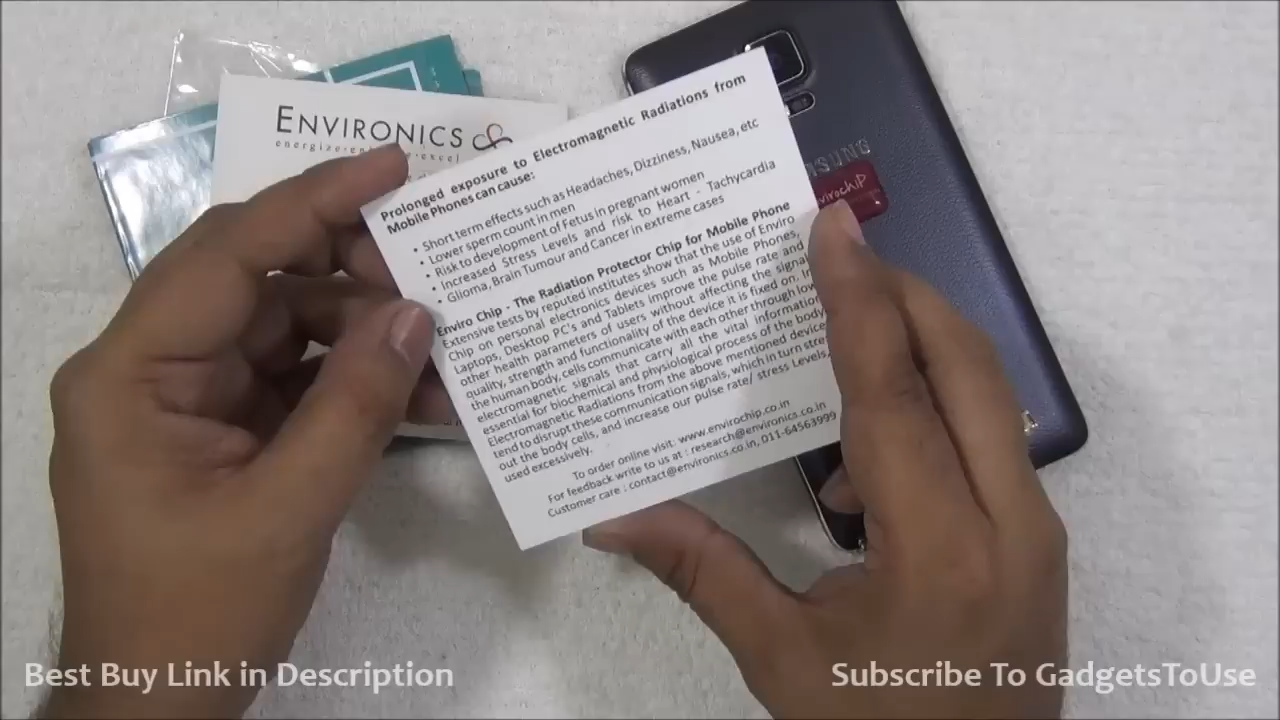 ENVIRONICS
energize·en
excel
Prolonged exposure to Electromagnetic Radiations from
Mobile Phones can cause:
• Short term effects such as Headaches, Dizziness, Nausea, etc
• Lower sperm count in men
• Risk to development of Fetus in pregnant women
• Increased Stress Levels and risk to Heart - Tachycardia
• Glioma, Brain Tumour and Cancer in extreme cases
Enviro Chip - The Radiation Protector Chip for Mobile Phone
Extensive tests by reputed institutes show that the use of Enviro
Chip on personal electronics devices such as Mobile Phones,
Laptops, Desktop PC's and Tablets improve the pulse rate and
other health parameters of users without affecting the signal
quality, strength and functionality of the device it is fixed on. In
the human body, cells communicate with each other through low
electromagnetic signals that carry all the vital information
essential for biochemical and physiological process of the body
Electromagnetic Radiations from the above mentioned device
tend to disrupt these communication signals, which in turn stre
out the body cells, and increase our pulse rate/ stress Levels,
used excessively.
To order online visit: www.envirochip.co.in
For feedback write to us at : research@environics.co.in
Customer care : contact@environics.co.in, 011-64563999
SUNG
virochip
Best Buy Link in Description
Subscribe To GadgetsToUse